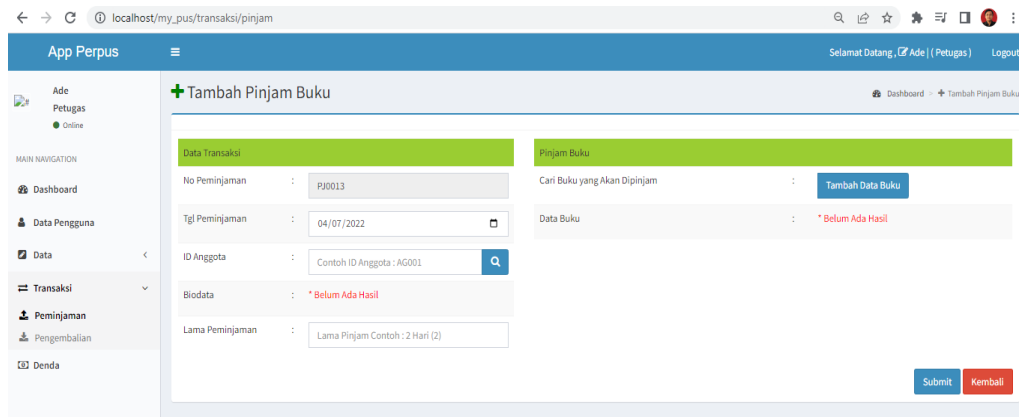 localhost/my_pus/transaksi/pinjam
App Perpus
Selamat Datang , Ade | ( Petugas )
Logout
Ade
Petugas
Online
MAIN NAVIGATION
Dashboard
Data Pengguna
Data
Transaksi
Peminjaman
Pengembalian
Denda
Tambah Pinjam Buku
Dashboard > Tambah Pinjam Buku
Data Transaksi
No Peminjaman : PJ0013
Tgl Peminjaman : 04/07/2022
ID Anggota : Contoh ID Anggota : AG001
Biodata : * Belum Ada Hasil
Lama Peminjaman : Lama Pinjam Contoh : 2 Hari (2)
Pinjam Buku
Cari Buku yang Akan Dipinjam : Tambah Data Buku
Data Buku : * Belum Ada Hasil
Submit
Kembali